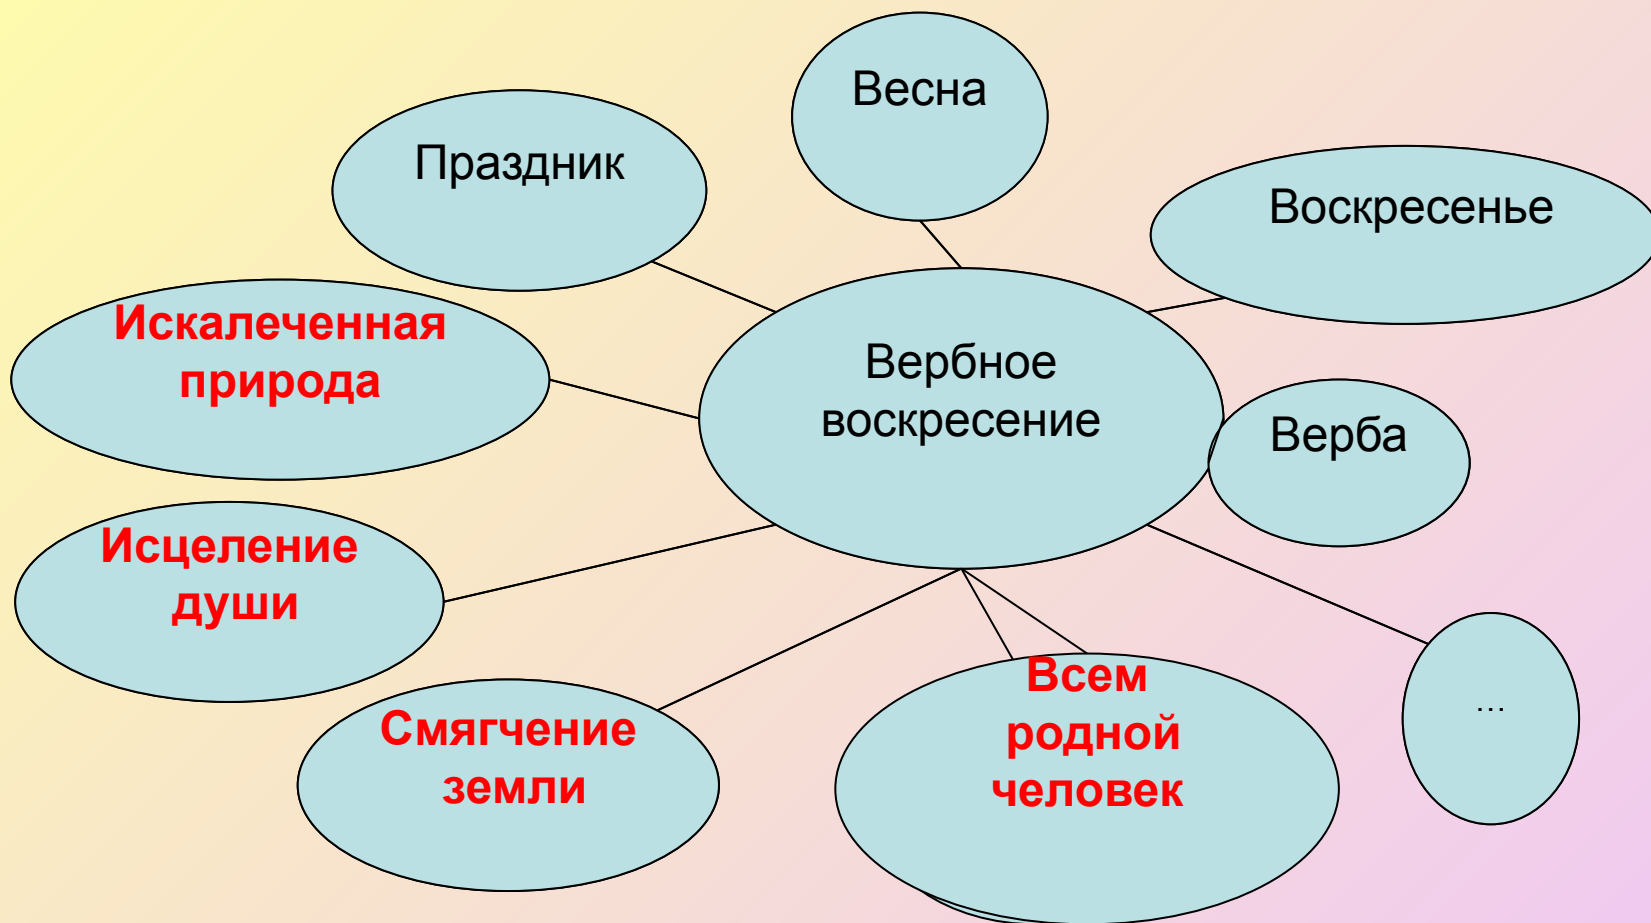 Весна
Праздник
Воскресенье
Искалеченная
природа
Вербное
воскресение
Верба
Исцеление
души
Смягчение
земли
Всем
родной
человек
...